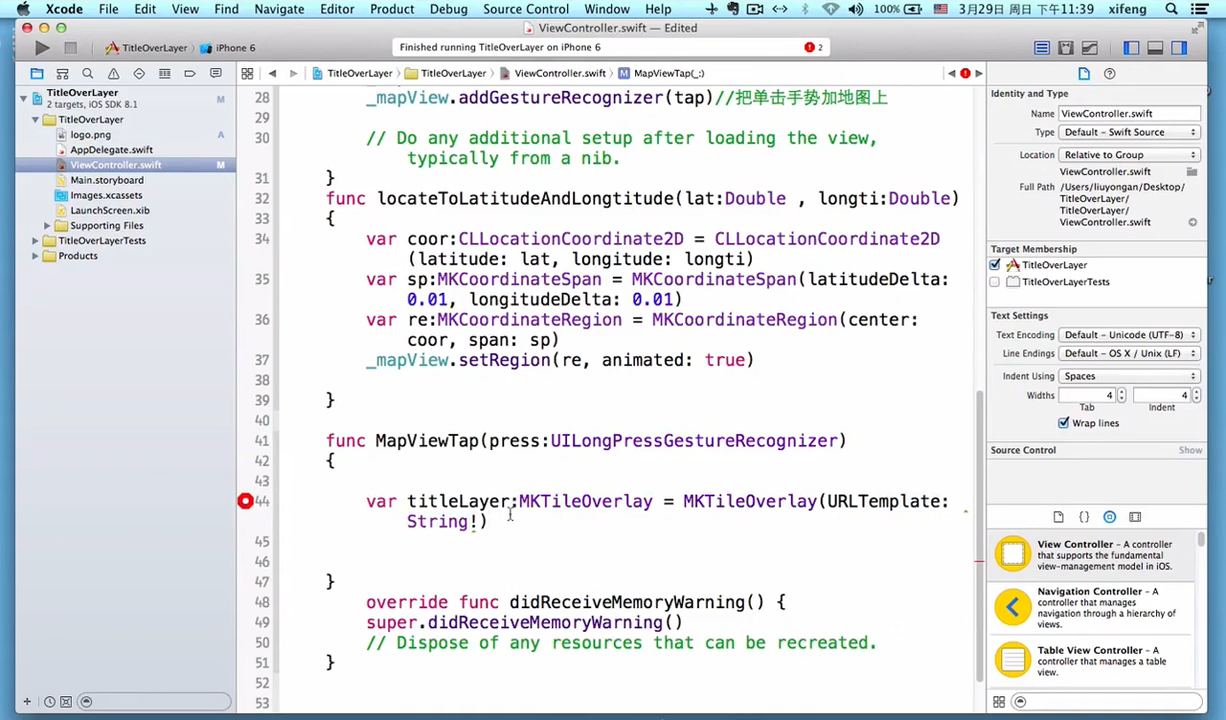 Xcode File Edit View Find Navigate Editor Product Debug Source Control Window Help 100% 3月29日 周日 下午11:39 xifeng
ViewController.swift — Edited
TitleOverLayer iPhone 6 Finished running TitleOverLayer on iPhone 6 2
TitleOverLayer TitleOverLayer ViewController.swift MapViewTap(_:)
TitleOverLayer M
2 targets, iOS SDK 8.1
TitleOverLayer
logo.png A
AppDelegate.swift
ViewController.swift M
Main.storyboard
Images.xcassets
LaunchScreen.xib
Supporting Files
TitleOverLayerTests
Products
28 _mapView.addGestureRecognizer(tap)//把单击手势加地图上
29
30 // Do any additional setup after loading the view,
typically from a nib.
31 }
32 func locateToLatitudeAndLongtitude(lat:Double , longti:Double)
33 {
34 var coor:CLLocationCoordinate2D = CLLocationCoordinate2D
(latitude: lat, longitude: longti)
35 var sp:MKCoordinateSpan = MKCoordinateSpan(latitudeDelta:
0.01, longitudeDelta: 0.01)
36 var re:MKCoordinateRegion = MKCoordinateRegion(center:
coor, span: sp)
37 _mapView.setRegion(re, animated: true)
38
39 }
40
41 func MapViewTap(press:UILongPressGestureRecognizer)
42 {
43
44 var titleLayer:MKTileOverlay = MKTileOverlay(URLTemplate:
String!)
45
46
47 }
48 override func didReceiveMemoryWarning() {
49 super.didReceiveMemoryWarning()
50 // Dispose of any resources that can be recreated.
51 }
52
53
Identity and Type
Name ViewController.swift
Type Default - Swift Source
Location Relative to Group
ViewController.swift
Full Path /Users/liuyongan/Desktop/
TitleOverLayer/
TitleOverLayer/
ViewController.swift
Target Membership
TitleOverLayer
TitleOverLayerTests
Text Settings
Text Encoding Default - Unicode (UTF-8)
Line Endings Default - OS X / Unix (LF)
Indent Using Spaces
Widths 4 4
Tab Indent
Wrap lines
Source Control Show
View Controller - A controller
that supports the fundamental
view-management model in iOS.
Navigation Controller - A
controller that manages
navigation through a hierarchy of
views.
Table View Controller - A
controller that manages a table
view.